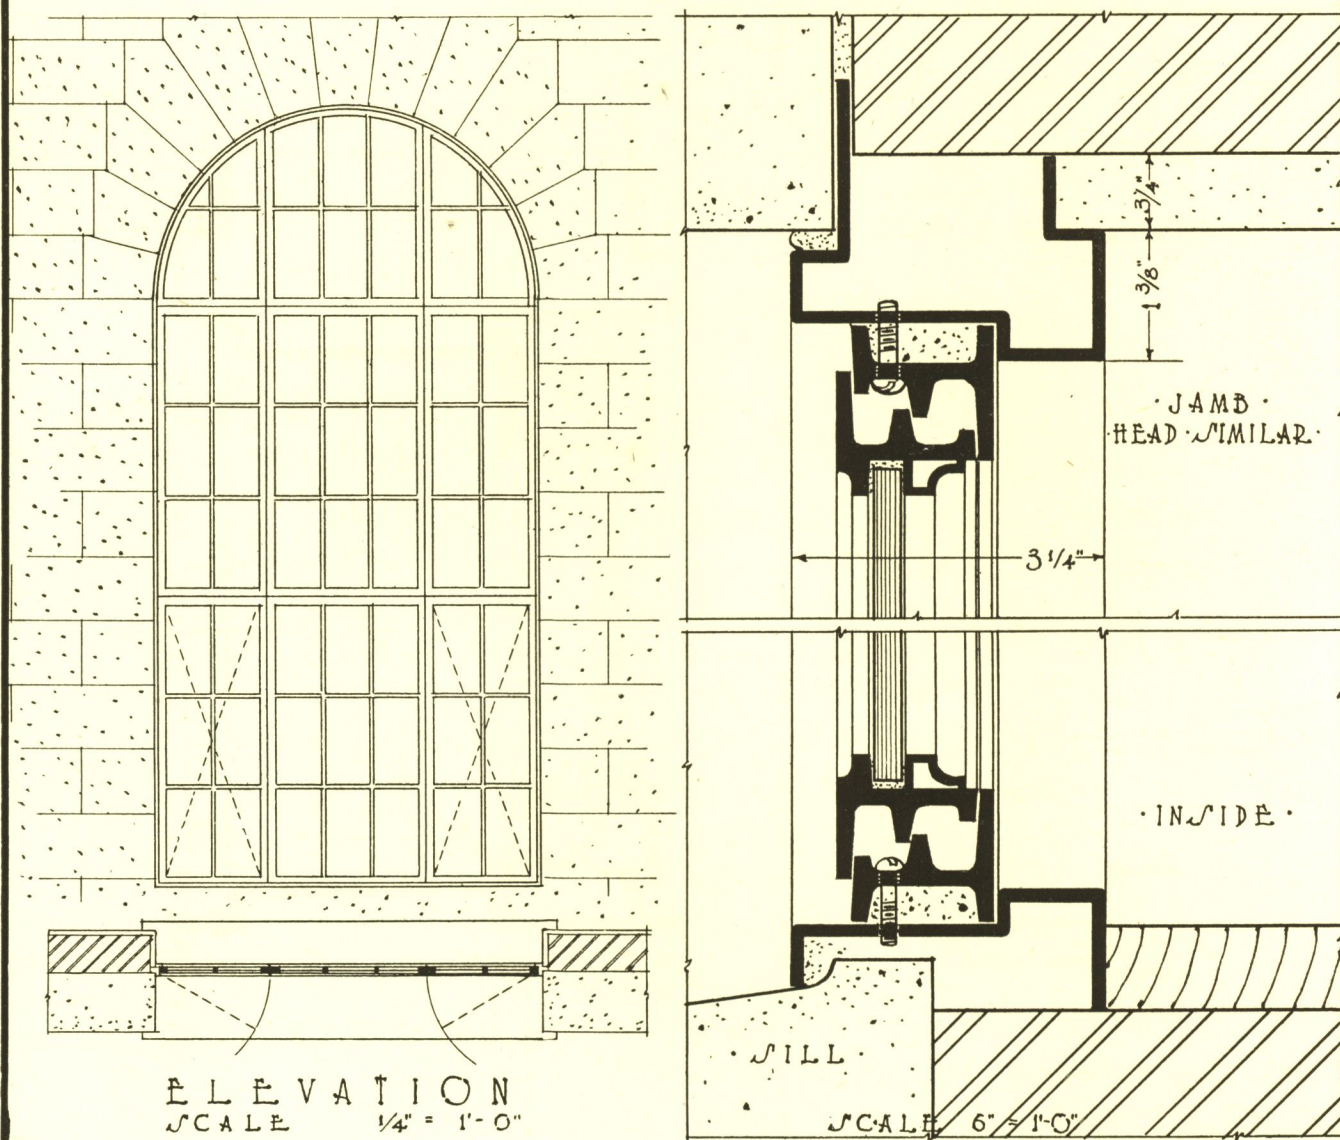 ELEVATION
SCALE 1/4" = 1'-0"
3/4"
1 3/8"
· JAMB ·
· HEAD · SIMILAR ·
3 1/4"
· INSIDE ·
· SILL ·
SCALE 6" = 1'-0"